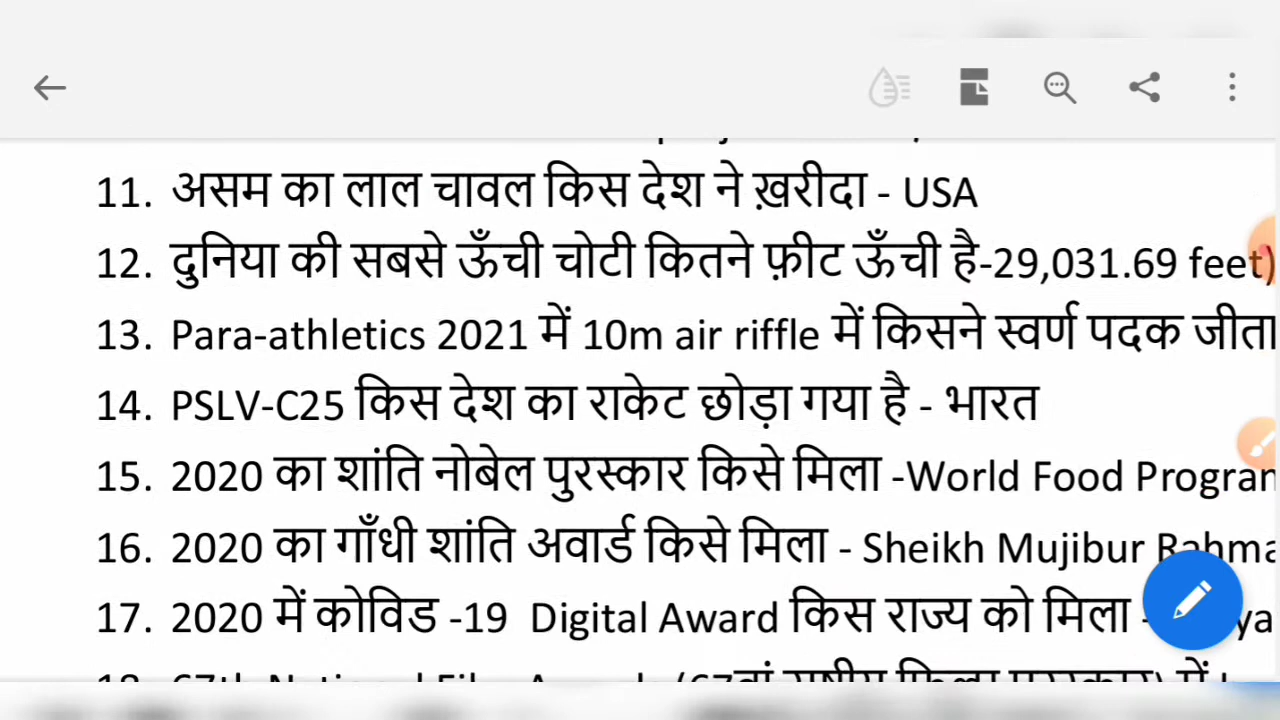 11. असम का लाल चावल किस देश ने ख़रीदा - USA
12. दुनिया की सबसे ऊँची चोटी कितने फ़ीट ऊँची है-29,031.69 feet)
13. Para-athletics 2021 में 10m air riffle में किसने स्वर्ण पदक जीता
14. PSLV-C25 किस देश का राकेट छोड़ा गया है - भारत
15. 2020 का शांति नोबेल पुरस्कार किसे मिला -World Food
16. 2020 का गाँधी शांति अवार्ड किसे मिला - Sheikh Mujibur
17. 2020 में कोविड -19 Digital Award किस राज्य को मिला -